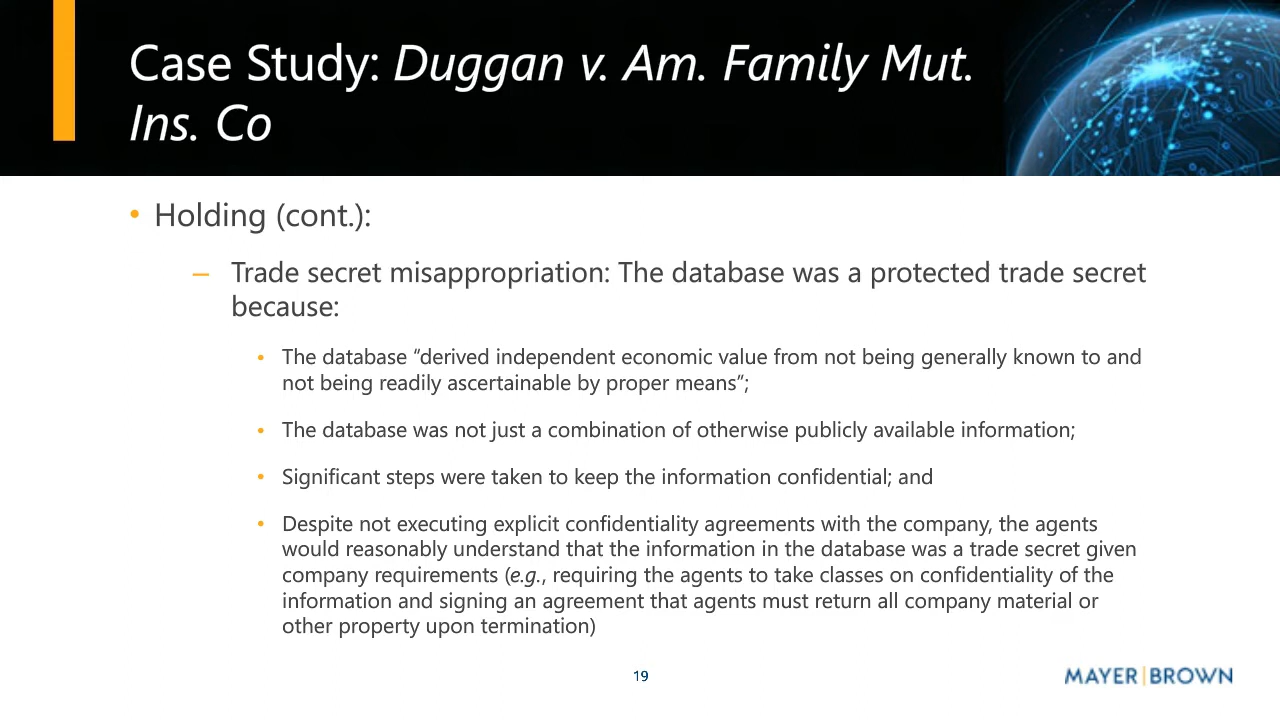 Case Study: Duggan v. Am. Family Mut.
Ins. Co
• Holding (cont.):
– Trade secret misappropriation: The database was a protected trade secret
because:
• The database “derived independent economic value from not being generally known to and
not being readily ascertainable by proper means”;
• The database was not just a combination of otherwise publicly available information;
• Significant steps were taken to keep the information confidential; and
• Despite not executing explicit confidentiality agreements with the company, the agents
would reasonably understand that the information in the database was a trade secret given
company requirements (e.g., requiring the agents to take classes on confidentiality of the
information and signing an agreement that agents must return all company material or
other property upon termination)
19
MAYER|BROWN